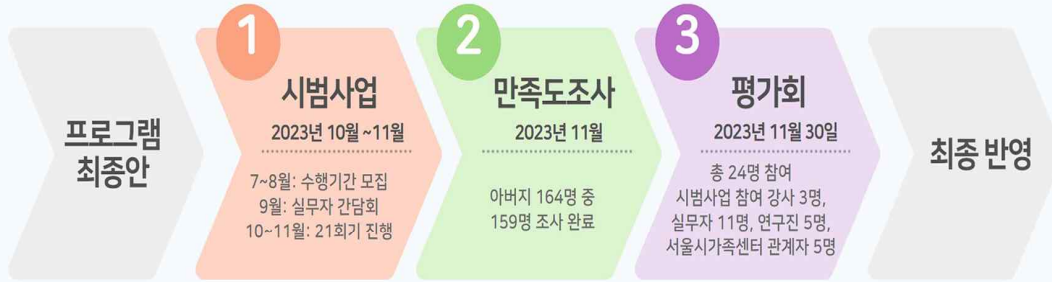 프로그램
최종안
1
시범사업
2023년 10월 ~11월
7~8월: 수행기간 모집
9월: 실무자 간담회
10~11월: 21회기 진행
2
만족도조사
2023년 11월
아버지 164명 중
159명 조사 완료
3
평가회
2023년 11월 30일
총 24명 참여
시범사업 참여 강사 3명,
실무자 11명, 연구진 5명,
서울시가족센터 관계자 5명
최종 반영